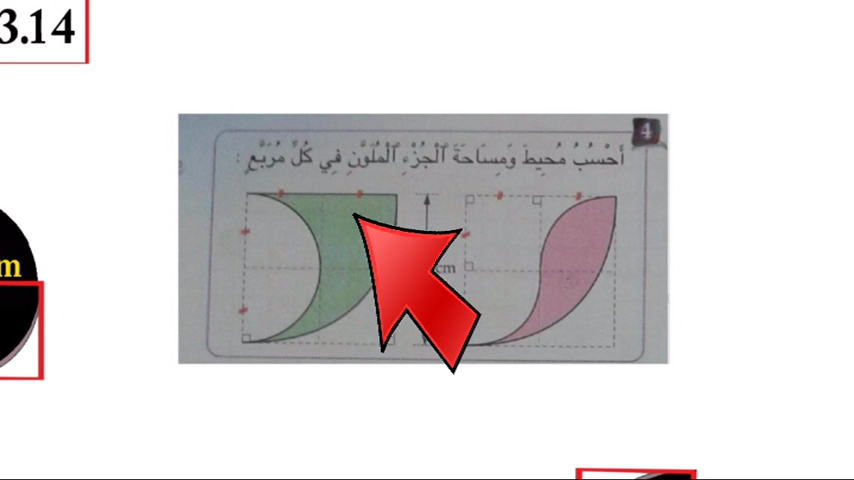 3.14
4
أَحْسُبُ مُحِيطَ وَمِسَاحَةَ ٱلْجُزْءِ ٱلْمُلَوَّنِ فِي كُلِّ مُرَبَّعٍ :
cm
m